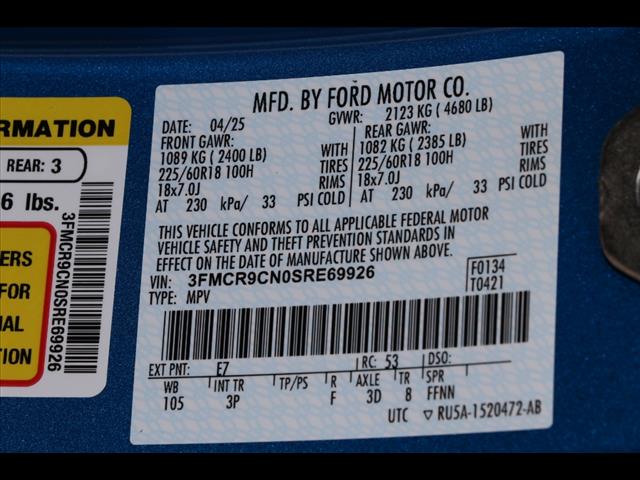 MFD. BY FORD MOTOR CO.
DATE: 04/25 GVWR: 2123 KG ( 4680 LB)
FRONT GAWR: REAR GAWR:
1089 KG ( 2400 LB) WITH 1082 KG ( 2385 LB) WITH
225/60R18 100H TIRES 225/60R18 100H TIRES
18x7.0J RIMS 18x7.0J RIMS
AT 230 kPa/ 33 PSI COLD AT 230 kPa/ 33 PSI COLD
THIS VEHICLE CONFORMS TO ALL APPLICABLE FEDERAL MOTOR
VEHICLE SAFETY AND THEFT PREVENTION STANDARDS IN
EFFECT ON THE DATE OF MANUFACTURE SHOWN ABOVE.
VIN: 3FMCR9CN0SRE69926 F0134
TYPE: MPV T0421
EXT PNT: E7 RC: 53 DSO:
WB INT TR TP/PS R AXLE TR SPR
105 3P F 3D 8 FFNN
UTC ▽ RU5A-1520472-AB
ORMATION
REAR: 3
6 lbs.
ERS
FOR
NAL
TION
3FMCR9CN0SRE69926